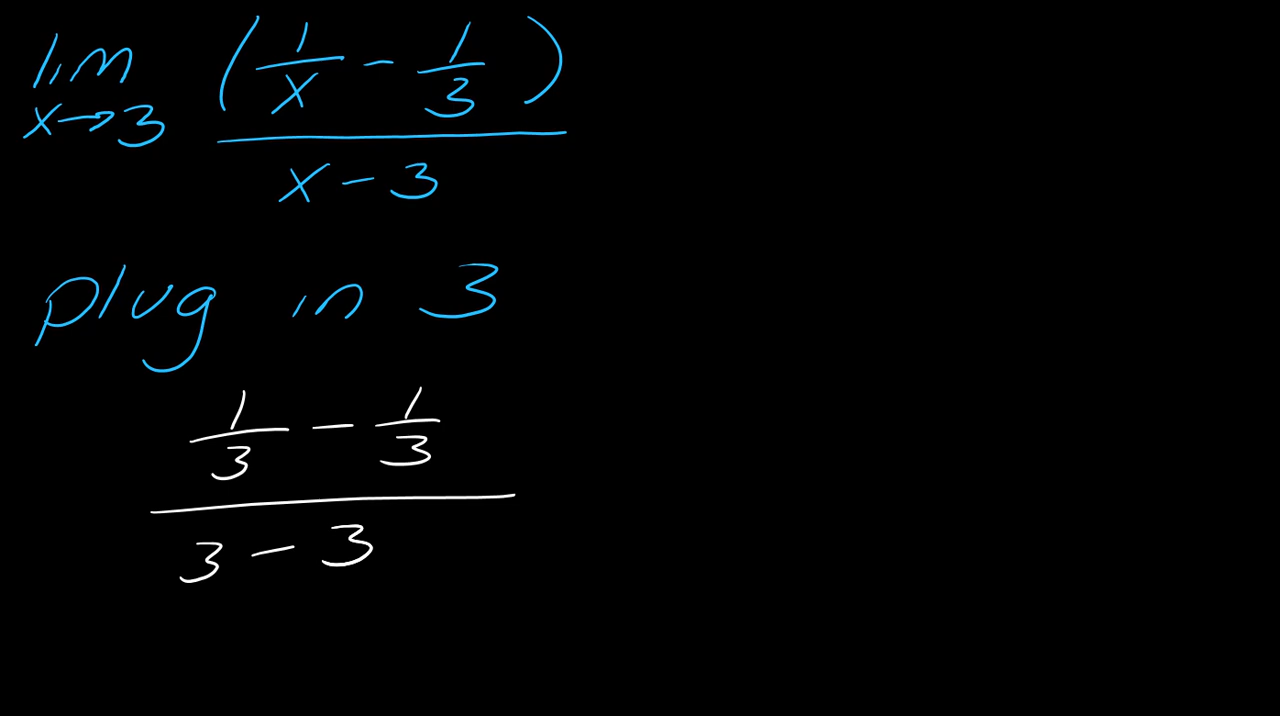 lim x→3 (1/x - 1/3) / x - 3
plug in 3
1/3 - 1/3
3 - 3